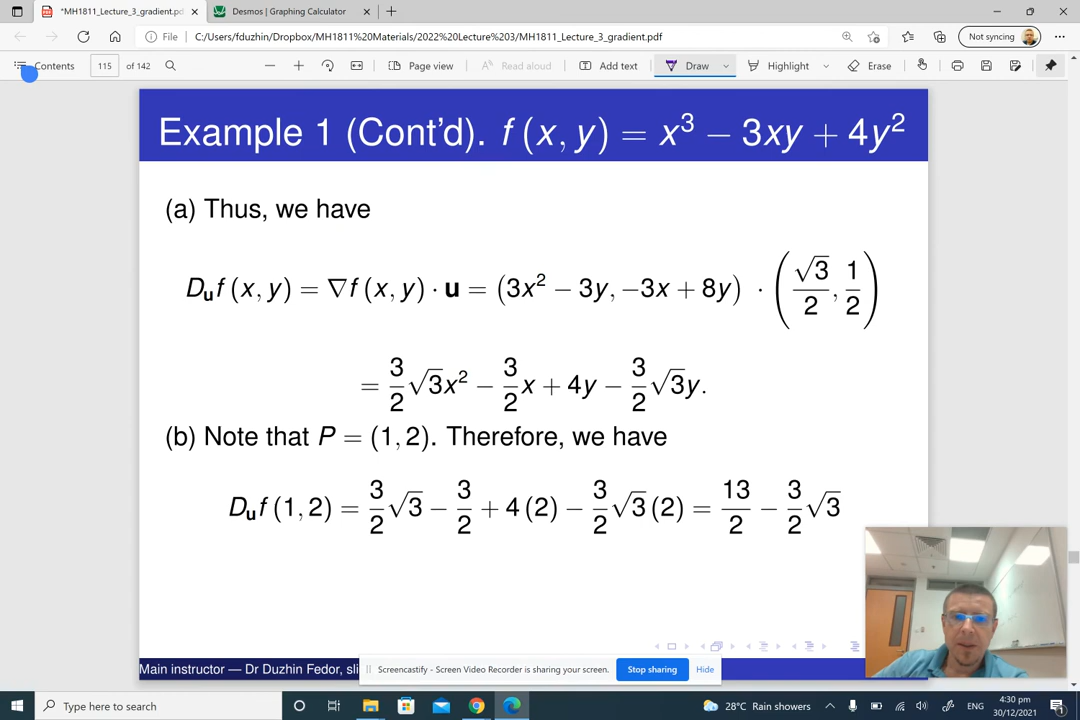 *MH1811_Lecture_3_gradient.pdf
Desmos | Graphing Calculator
File
C:/Users/fduzhin/Dropbox/MH1811%20Materials/2022%20Lecture%203/MH1811_Lecture_3_gradient.pdf
Not syncing
Contents
115 of 142
Page view
Read aloud
Add text
Draw
Highlight
Erase
Example 1 (Cont'd). f(x, y) = x³ − 3xy + 4y²
(a) Thus, we have
D_u f(x, y) = ∇f(x, y) · u = (3x² − 3y, −3x + 8y) · (√3/2, 1/2)
= 3/2 √3x² − 3/2 x + 4y − 3/2 √3y.
(b) Note that P = (1, 2). Therefore, we have
D_u f(1, 2) = 3/2 √3 − 3/2 + 4(2) − 3/2 √3(2) = 13/2 − 3/2 √3
Main instructor — Dr Duzhin Fedor, sli
Screencastify - Screen Video Recorder is sharing your screen.
Stop sharing
Hide
Type here to search
28°C Rain showers
ENG
4:30 pm
30/12/2021
1